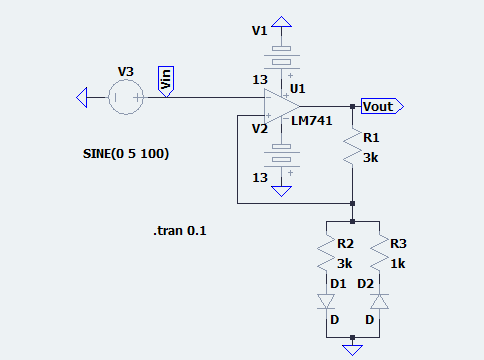 V1
V3
Vin
13
U1
Vout
V2
LM741
R1
3k
SINE(0 5 100)
13
.tran 0.1
R2
R3
3k
1k
D1
D2
D
D